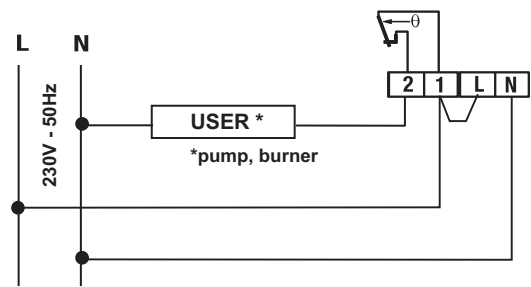 θ
L N
2 1 L N
230V - 50Hz
USER *
*pump, burner